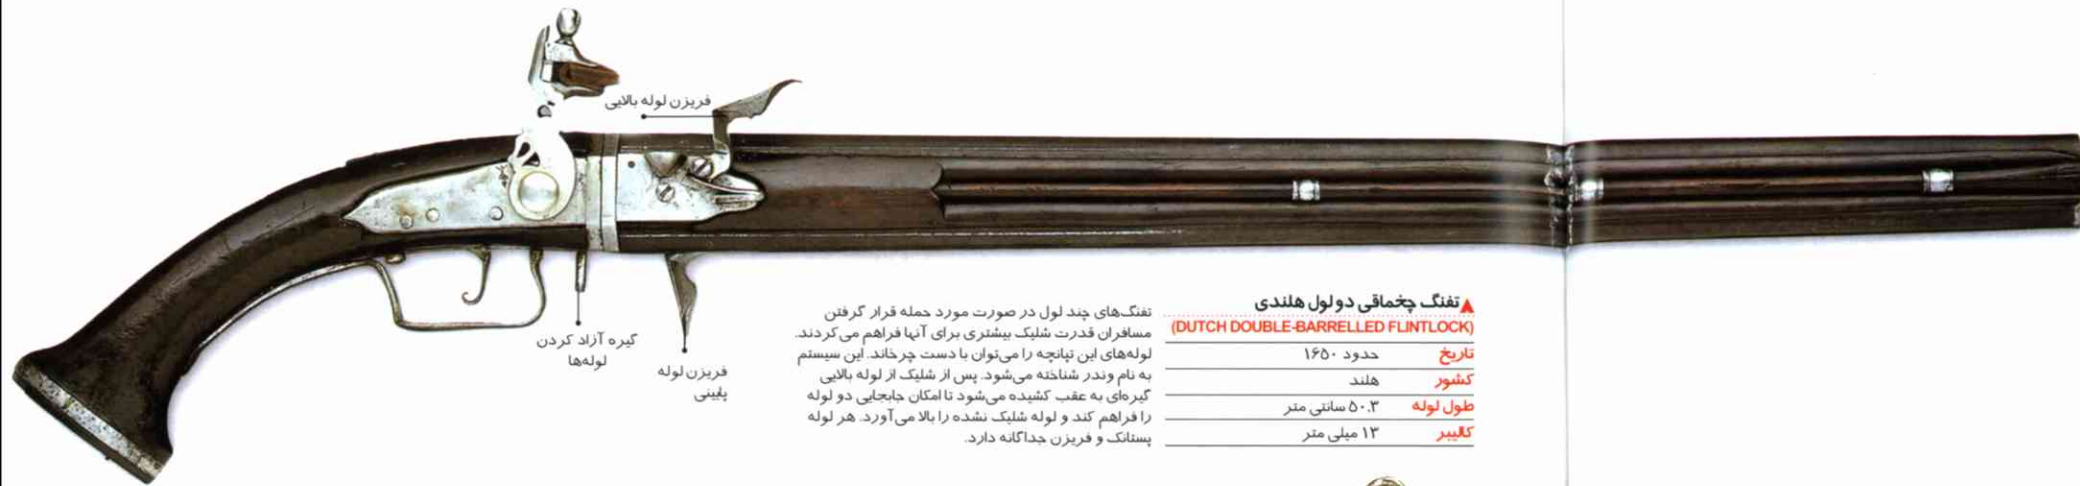 فریزن لوله بالایی
گیره آزاد کردن
لوله‌ها
فریزن لوله
پایینی
تفنگ چخماقی دو لول هلندی
(DUTCH DOUBLE-BARRELLED FLINTLOCK)
تاریخ حدود ۱۶۵۰
کشور هلند
طول لوله ۵۰.۳ سانتی متر
کالیبر ۱۳ میلی متر
تفنگ‌های چند لول در صورت مورد حمله قرار گرفتن
مسافران قدرت شلیک بیشتری برای آنها فراهم می‌کردند.
لوله‌های این تپانچه را می‌توان با دست چرخاند. این سیستم
به نام وندر شناخته می‌شود. پس از شلیک از لوله بالایی
گیره‌ای به عقب کشیده می‌شود تا امکان جابجایی دو لوله
را فراهم کند و لوله شلیک نشده را بالا می‌آورد. هر لوله
پستانک و فریزن جداگانه دارد.